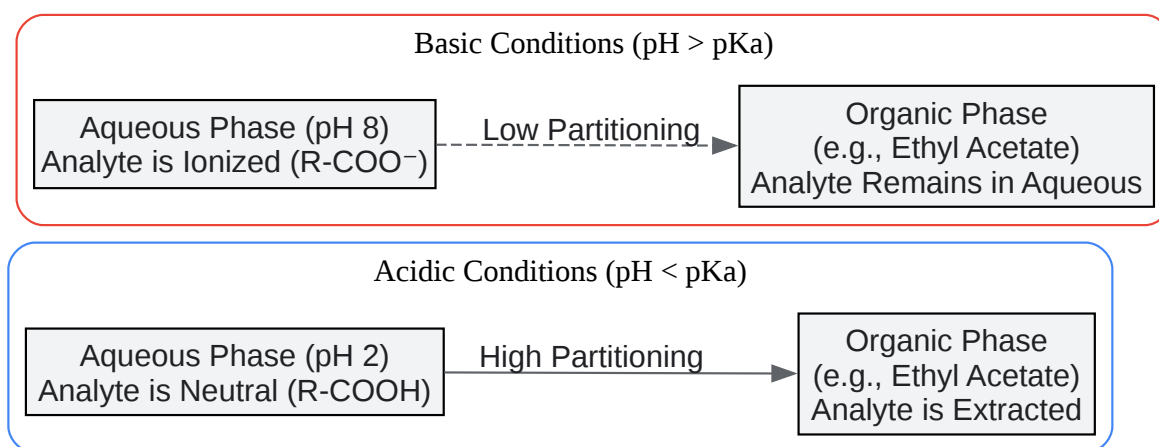 Basic Conditions (pH > pKa)
Aqueous Phase (pH 8)
Analyte is Ionized (R-COO⁻)
Low Partitioning
Organic Phase
(e.g., Ethyl Acetate)
Analyte Remains in Aqueous
Acidic Conditions (pH < pKa)
Aqueous Phase (pH 2)
Analyte is Neutral (R-COOH)
High Partitioning
Organic Phase
(e.g., Ethyl Acetate)
Analyte is Extracted